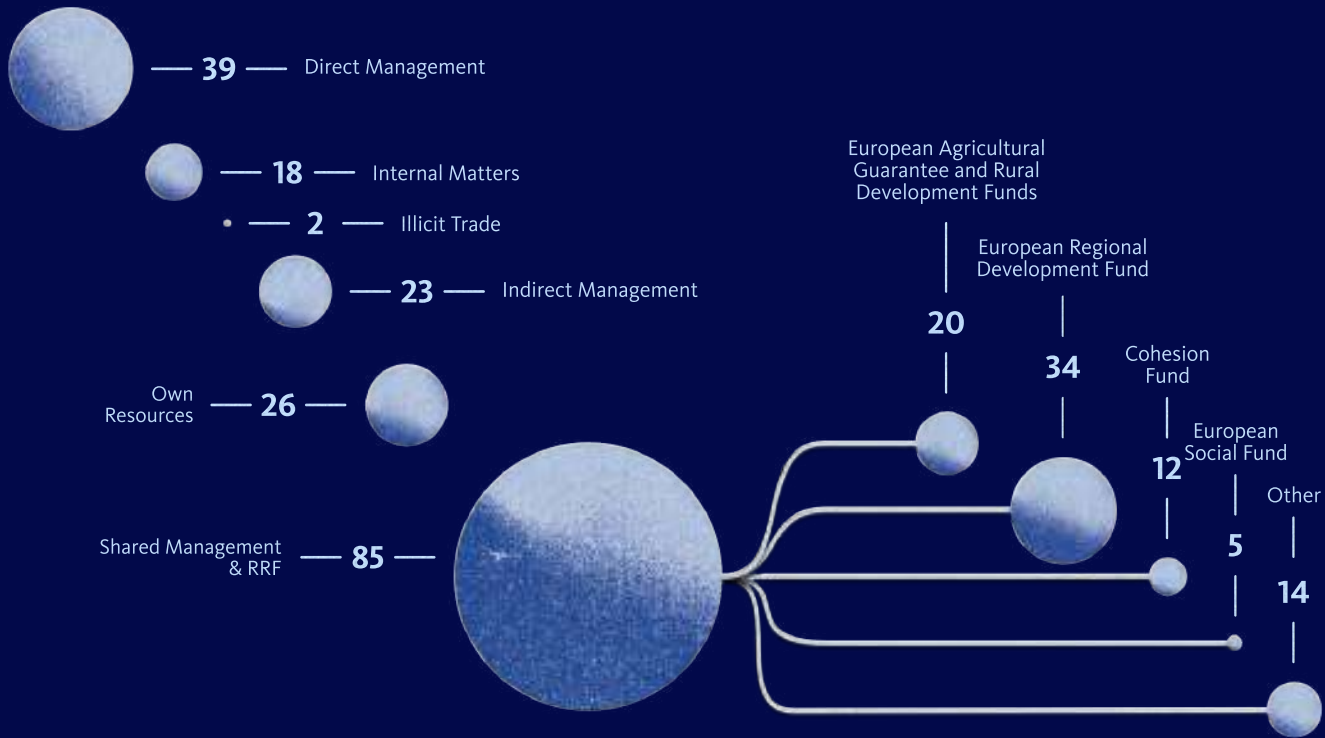 39
Direct Management
18
Internal Matters
2
Illicit Trade
23
Indirect Management
Own
Resources
26
Shared Management
& RRF
85
European Agricultural
Guarantee and Rural
Development Funds
20
European Regional
Development Fund
34
Cohesion
Fund
12
European
Social Fund
5
Other
14